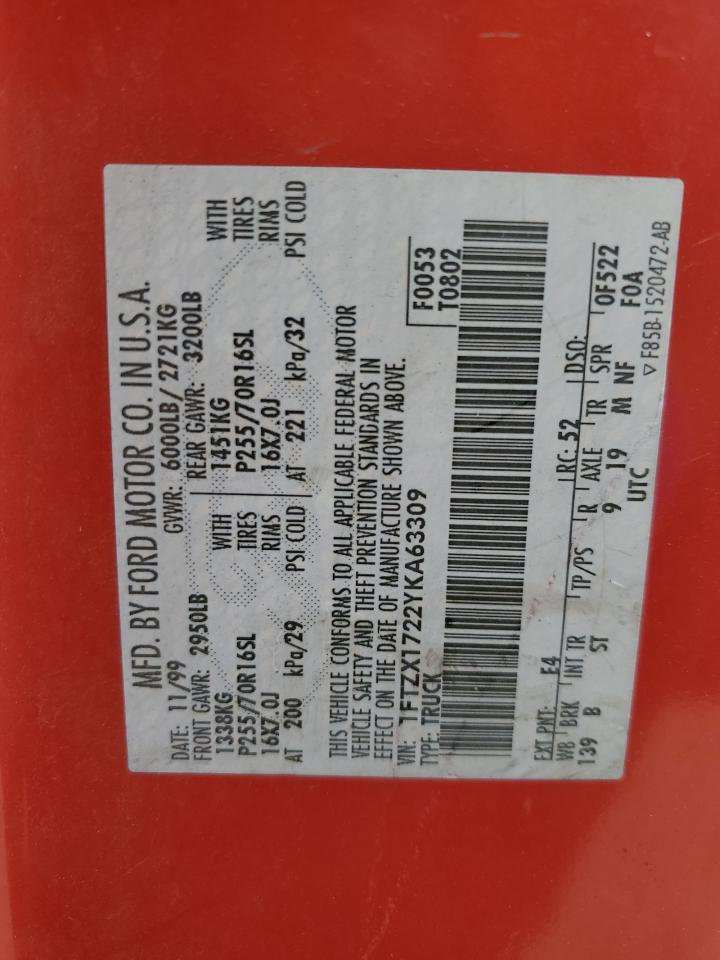 MFD. BY FORD MOTOR CO. IN U.S.A.
DATE: 11/99 GVWR: 6000LB/ 2721KG
FRONT GAWR: 2950LB REAR GAWR: 3200LB
1338KG WITH 1451KG WITH
P255/70R16SL TIRES P255/70R16SL TIRES
16X7.0J RIMS 16X7.0J RIMS
AT 200 kPa/29 PSI COLD AT 221 kPa/32 PSI COLD
THIS VEHICLE CONFORMS TO ALL APPLICABLE FEDERAL MOTOR
VEHICLE SAFETY AND THEFT PREVENTION STANDARDS IN
EFFECT ON THE DATE OF MANUFACTURE SHOWN ABOVE.
VIN: 1FTZX1722YKA63309 F0053
TYPE: TRUCK T0802
EXT PNT: E4 RC: 52 DSO:
WB BRK INT TR TP/PS R AXLE TR SPR 0F522
139 B ST 9 19 M NF F0A
UTC
▽ F85B-1520472-AB